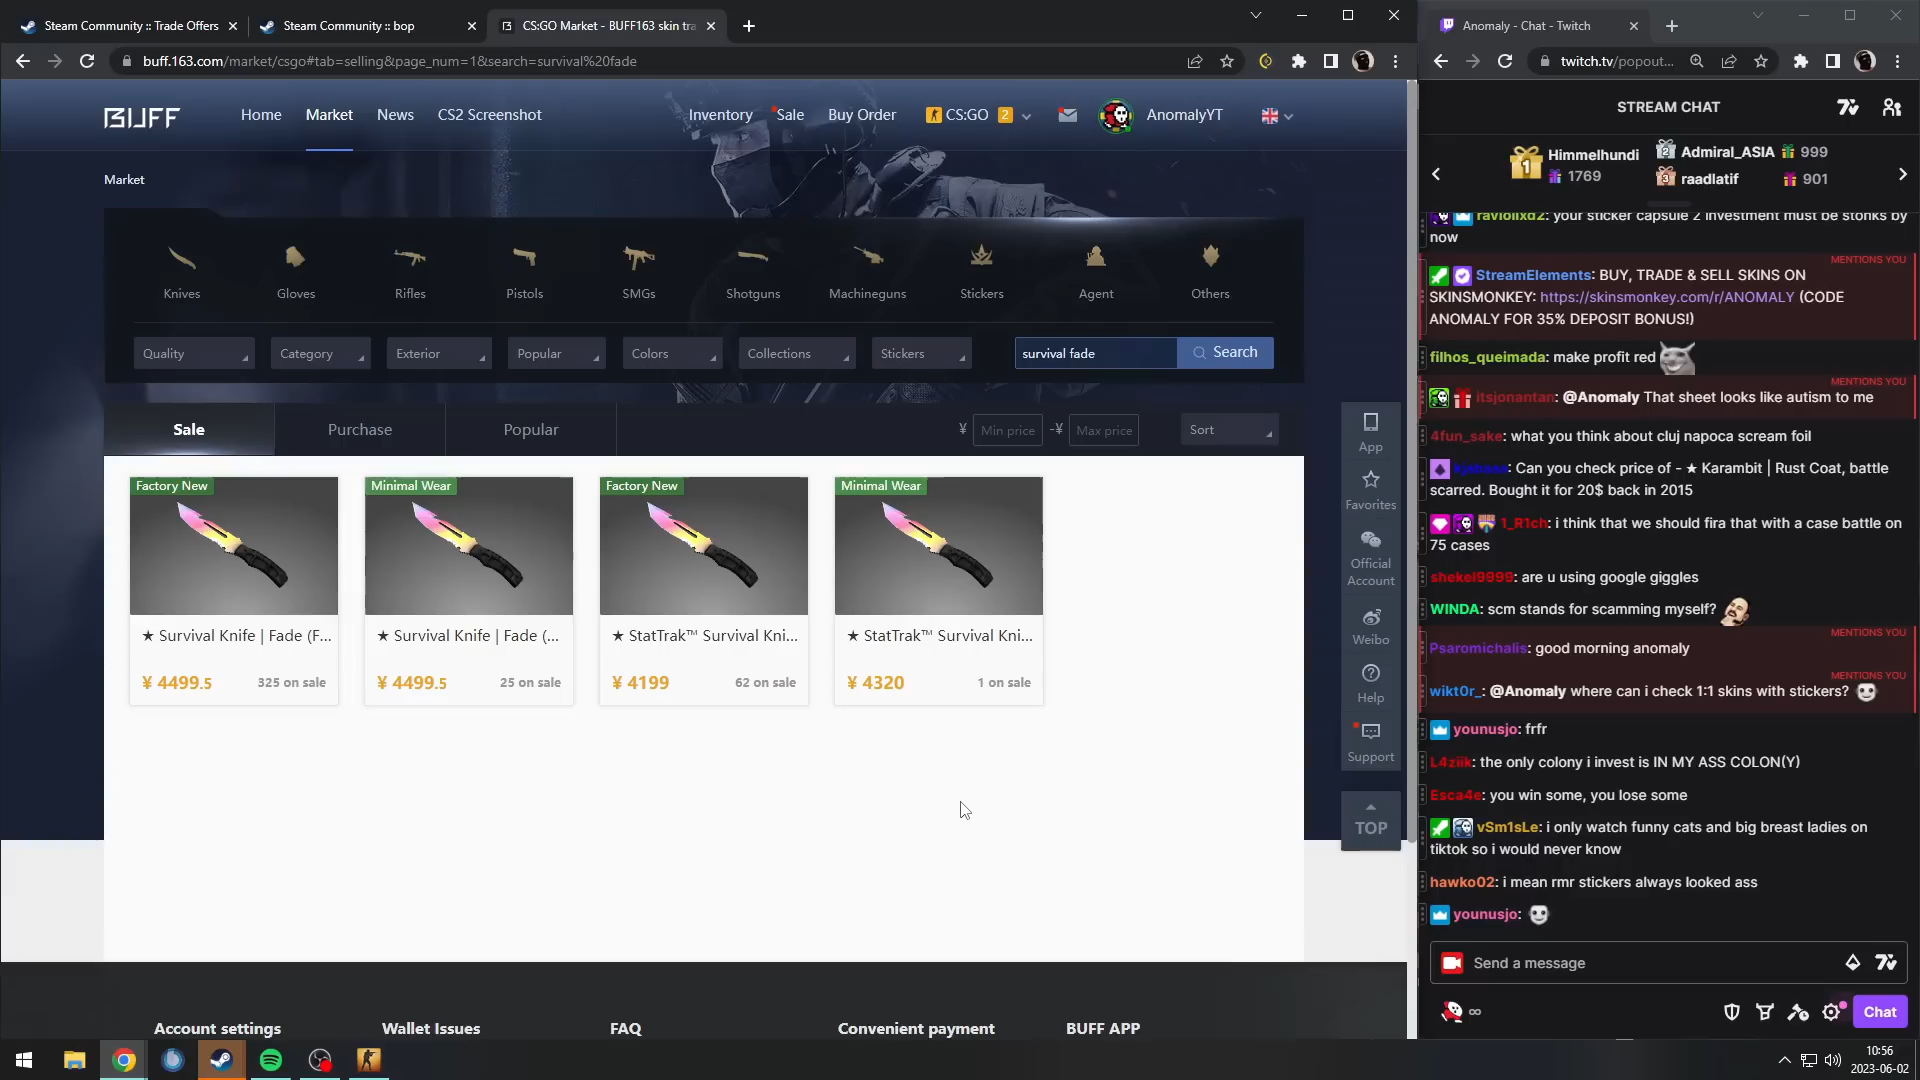 Steam Community :: Trade Offers
Steam Community :: bop
CS:GO Market - BUFF163 skin tra
buff.163.com/market/csgo#tab=selling&page_num=1&search=survival%20fade
BUFF
Home
Market
News
CS2 Screenshot
Inventory
Sale
Buy Order
CS:GO
2
AnomalyYT
Market
Knives
Gloves
Rifles
Pistols
SMGs
Shotguns
Machineguns
Stickers
Agent
Others
Quality
Category
Exterior
Popular
Colors
Collections
Stickers
survival fade
Search
Sale
Purchase
Popular
¥ Min price -¥ Max price
Sort
Factory New
★ Survival Knife | Fade (F...
¥ 4499.5 325 on sale
Minimal Wear
★ Survival Knife | Fade (...
¥ 4499.5 25 on sale
Factory New
★ StatTrak™ Survival Kni...
¥ 4199 62 on sale
Minimal Wear
★ StatTrak™ Survival Kni...
¥ 4320 1 on sale
App
Favorites
Official
Account
Weibo
Help
Support
TOP
Account settings
Wallet Issues
FAQ
Convenient payment
BUFF APP
Anomaly - Chat - Twitch
twitch.tv/popout...
STREAM CHAT
1
Himmelhundi
1769
2 Admiral_ASIA 999
3 raadlatif 901
raviolixd2: your sticker capsule 2 investment must be stonks by
now
MENTIONS YOU
StreamElements: BUY, TRADE & SELL SKINS ON
SKINSMONKEY: https://skinsmonkey.com/r/ANOMALY (CODE
ANOMALY FOR 35% DEPOSIT BONUS!)
filhos_queimada: make profit red
MENTIONS YOU
itsjonantan: @Anomaly That sheet looks like autism to me
4fun_sake: what you think about cluj napoca scream foil
: Can you check price of - ★ Karambit | Rust Coat, battle
scarred. Bought it for 20$ back in 2015
1_R1ch: i think that we should fira that with a case battle on
75 cases
shekel9999: are u using google giggles
WINDA: scm stands for scamming myself?
MENTIONS YOU
Psaromichalis: good morning anomaly
MENTIONS YOU
wikt0r_: @Anomaly where can i check 1:1 skins with stickers?
younusjo: frfr
L4ziik: the only colony i invest is IN MY ASS COLON(Y)
Esca4e: you win some, you lose some
vSm1sLe: i only watch funny cats and big breast ladies on
tiktok so i would never know
hawko02: i mean rmr stickers always looked ass
younusjo:
Send a message
∞
Chat
10:56
2023-06-02